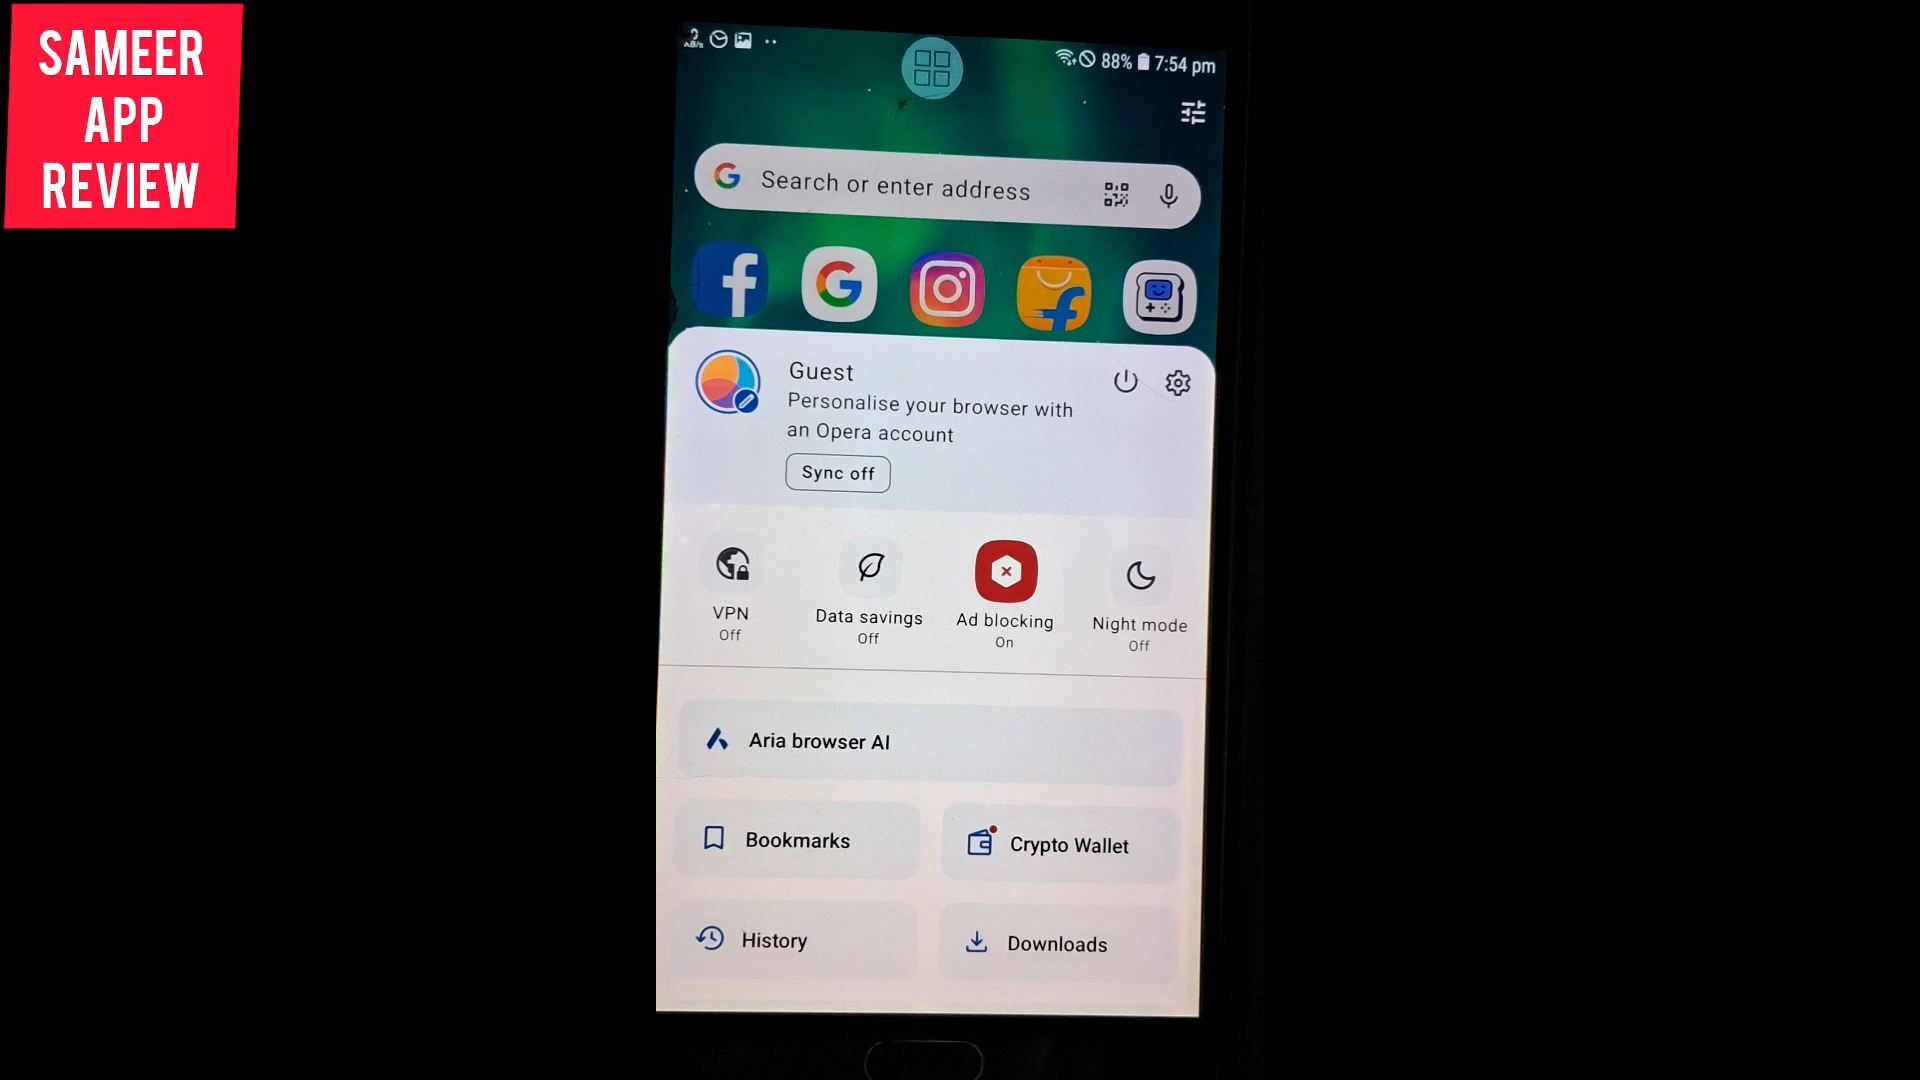 SAMEER
APP
REVIEW
KB/s
88% 7:54 pm
Search or enter address
Guest
Personalise your browser with
an Opera account
Sync off
VPN
Off
Data savings
Off
Ad blocking
On
Night mode
Off
Aria browser AI
Bookmarks
Crypto Wallet
History
Downloads